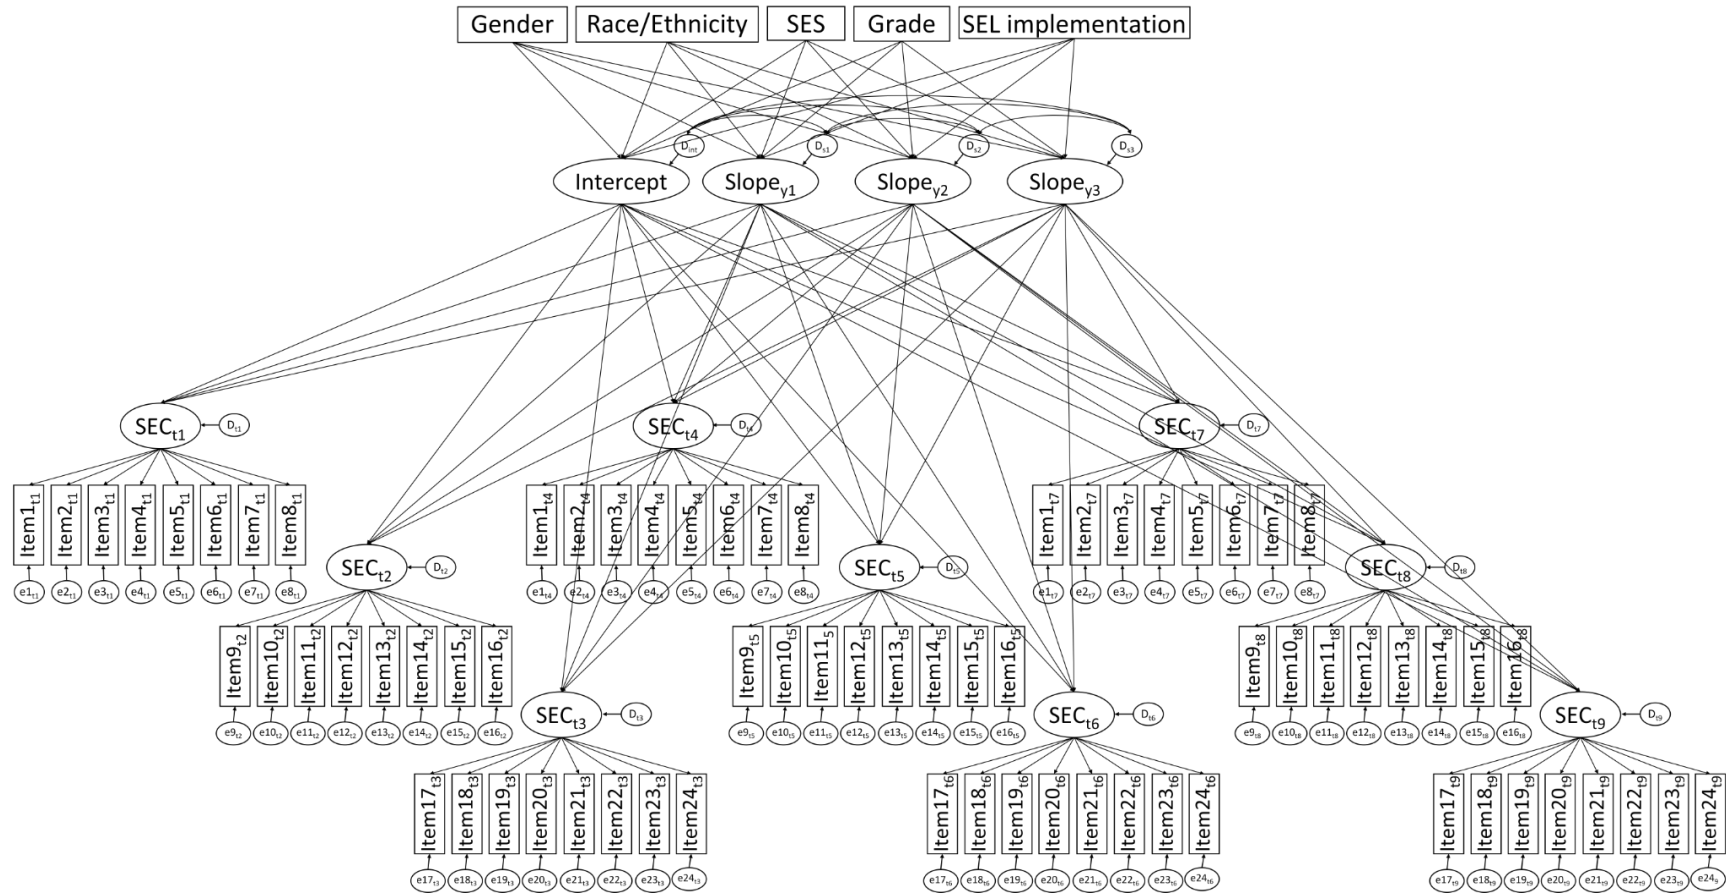 Gender Race/Ethnicity SES Grade SEL implementation
Dint Ds1 Ds2 Ds3
Intercept Slopey1 Slopey2 Slopey3
SECt1 Dt1 SECt4 Dt4 SECt7 Dt7
Item1t1 Item2t1 Item3t1 Item4t1 Item5t1 Item6t1 Item7t1 Item8t1 Item1t4 Item2t4 Item3t4 Item4t4 Item5t4 Item6t4 Item7t4 Item8t4 Item1t7 Item2t7 Item3t7 Item4t7 Item5t7 Item6t7 Item7t7 Item8t7
SECt2 Dt2 SECt5 Dt5 SECt8 Dt8
e1t1 e2t1 e3t1 e4t1 e5t1 e6t1 e7t1 e8t1 e1t4 e2t4 e3t4 e4t4 e5t4 e6t4 e7t4 e8t4 e1t7 e2t7 e3t7 e4t7 e5t7 e6t7 e7t7 e8t7
Item9t2 Item10t2 Item11t2 Item12t2 Item13t2 Item14t2 Item15t2 Item16t2 Item9t5 Item10t5 Item115 Item12t5 Item13t5 Item14t5 Item15t5 Item16t5 Item9t8 Item10t8 Item11t8 Item12t8 Item13t8 Item14t8 Item15t8 Item16t8
SECt3 Dt3 SECt6 Dt6 SECt9 Dt9
e9t2 e10t2 e11t2 e12t2 e13t2 e14t2 e15t2 e16t2 e9t5 e10t5 e11t5 e12t5 e13t5 e14t5 e15t5 e16t5 e9t8 e10t8 e11t8 e12t8 e13t8 e14t8 e15t8 e16t8
Item17t3 Item18t3 Item19t3 Item20t3 Item21t3 Item22t3 Item23t3 Item24t3 Item17t6 Item18t6 Item19t6 Item20t6 Item21t6 Item22t6 Item23t6 Item24t6 Item17t9 Item18t9 Item19t9 Item20t9 Item21t9 Item22t9 Item23t9 Item24t9
e17t3 e18t3 e19t3 e20t3 e21t3 e22t3 e23t3 e24t3 e17t6 e18t6 e19t6 e20t6 e21t6 e22t6 e23t6 e24t6 e17t9 e18t9 e19t9 e20t9 e21t9 e22t9 e23t9 e249